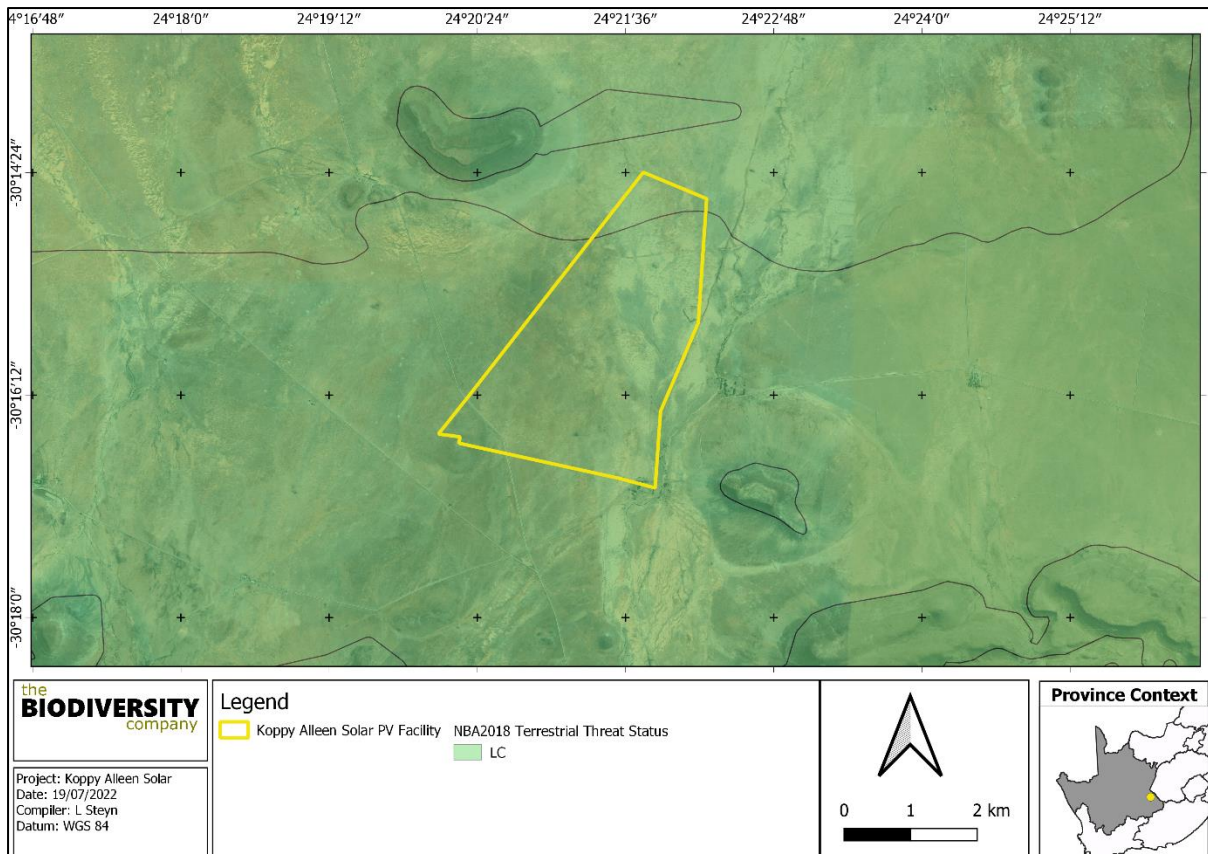 4°16'48" 24°18'0" 24°19'12" 24°20'24" 24°21'36" 24°22'48" 24°24'0" 24°25'12"
-30°14'24"
-30°16'12"
-30°18'0"
the
BIODIVERSITY
company
Project: Koppy Alleen Solar
Date: 19/07/2022
Compiler: L Steyn
Datum: WGS 84
Legend
Koppy Alleen Solar PV Facility
NBA2018 Terrestrial Threat Status
LC
0 1 2 km
Province Context